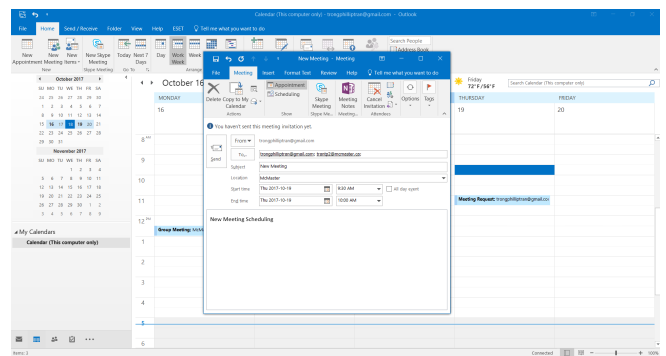 Calendar (This computer only) - trongphilliptran@gmail.com - Outlook
File Home Send / Receive Folder View Help ESET Tell me what you want to do
New Appointment
New Meeting
New Items
New Skype Meeting
Today
Next 7 Days
Day
Work Week
Week
Search People
Address Book
New
Skype Meeting
Go To
Arrange
October 2017
SU MO TU WE TH FR SA
24 25 26 27 28 29 30
1 2 3 4 5 6 7
8 9 10 11 12 13 14
15 16 17 18 19 20 21
22 23 24 25 26 27 28
29 30 31
November 2017
SU MO TU WE TH FR SA
1 2 3 4
5 6 7 8 9 10 11
12 13 14 15 16 17 18
19 20 21 22 23 24 25
26 27 28 29 30 1 2
3 4 5 6 7 8 9
My Calendars
Calendar (This computer only)
October 16
MONDAY
16
8 AM
9
10
11
12 PM
1
2
3
4
5
6
Group Meeting; McM
New Meeting - Meeting
File Meeting Insert Format Text Review Help Tell me what you want to do
Delete
Copy to My Calendar
Appointment
Scheduling
Skype Meeting
Meeting Notes
Cancel Invitation
Options
Tags
Actions
Show
Skype Me...
Meeting...
Attendees
You haven't sent this meeting invitation yet.
Send
From trongphilliptran@gmail.com
To... trongphilliptran@gmail.com; trantp2@mcmaster.ca;
Subject New Meeting
Location McMaster
Start time Thu 2017-10-19 9:30 AM All day event
End time Thu 2017-10-19 10:00 AM
New Meeting Scheduling
Friday
72°F/56°F
Search Calendar (This computer only)
THURSDAY
FRIDAY
19
20
Meeting Request; trongphilliptran@gmail.com
Items: 2
Connected
100%